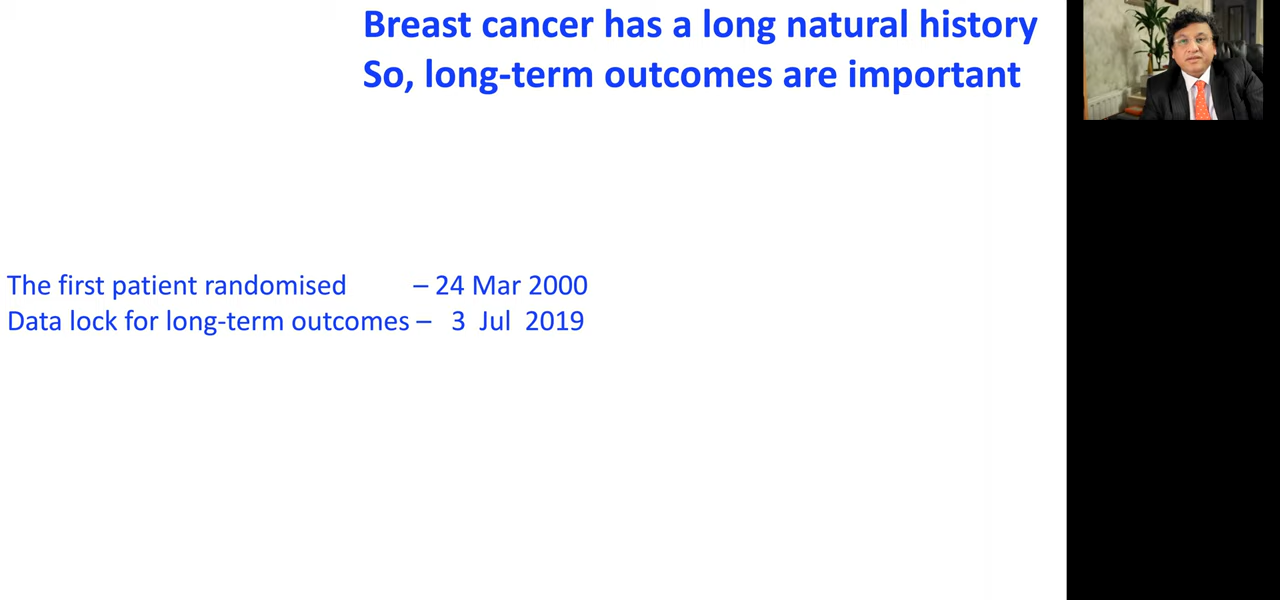 Breast cancer has a long natural history
So, long-term outcomes are important
The first patient randomised – 24 Mar 2000
Data lock for long-term outcomes – 3 Jul 2019